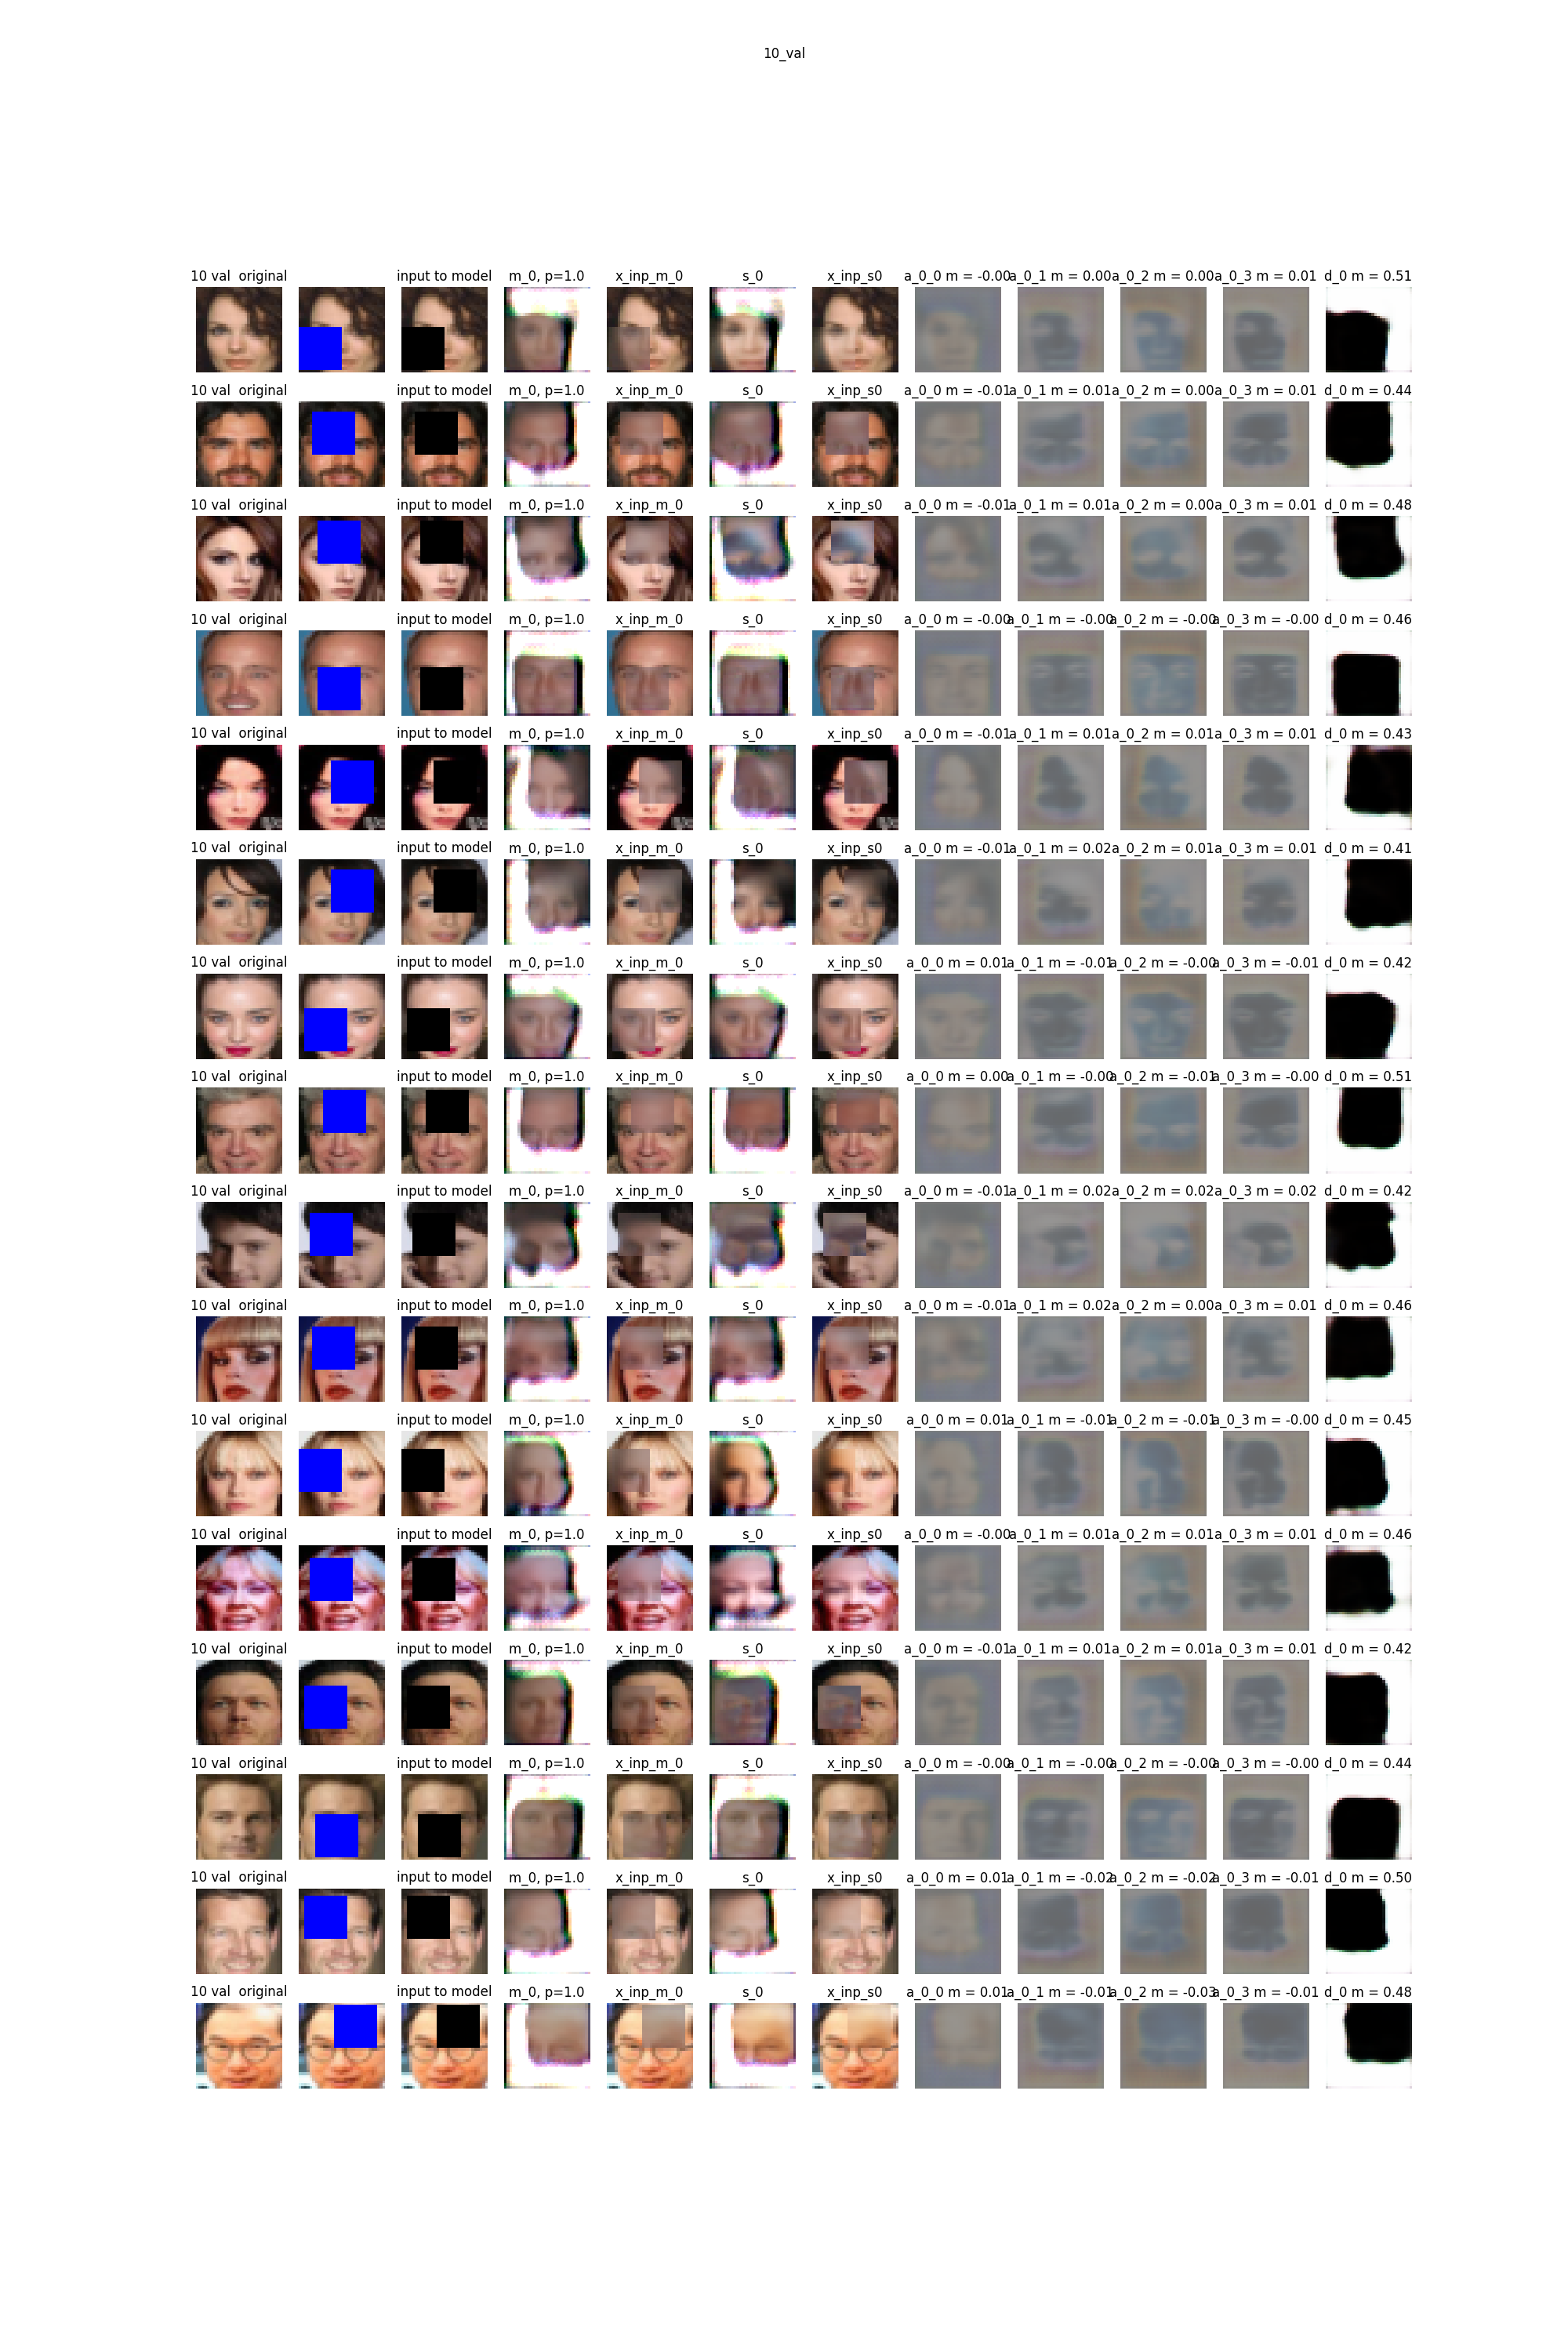 10_val
10 val original input to model m_0, p=1.0 x_inp_m_0 s_0 x_inp_s0 a_0_0 m = -0.00 a_0_1 m = 0.00 a_0_2 m = 0.00 a_0_3 m = 0.01 d_0 m = 0.51
10 val original input to model m_0, p=1.0 x_inp_m_0 s_0 x_inp_s0 a_0_0 m = -0.01 a_0_1 m = 0.01 a_0_2 m = 0.00 a_0_3 m = 0.01 d_0 m = 0.44
10 val original input to model m_0, p=1.0 x_inp_m_0 s_0 x_inp_s0 a_0_0 m = -0.01 a_0_1 m = 0.01 a_0_2 m = 0.00 a_0_3 m = 0.01 d_0 m = 0.48
10 val original input to model m_0, p=1.0 x_inp_m_0 s_0 x_inp_s0 a_0_0 m = -0.00 a_0_1 m = -0.00 a_0_2 m = -0.00 a_0_3 m = -0.00 d_0 m = 0.46
10 val original input to model m_0, p=1.0 x_inp_m_0 s_0 x_inp_s0 a_0_0 m = -0.01 a_0_1 m = 0.01 a_0_2 m = 0.01 a_0_3 m = 0.01 d_0 m = 0.43
10 val original input to model m_0, p=1.0 x_inp_m_0 s_0 x_inp_s0 a_0_0 m = -0.01 a_0_1 m = 0.02 a_0_2 m = 0.01 a_0_3 m = 0.01 d_0 m = 0.41
10 val original input to model m_0, p=1.0 x_inp_m_0 s_0 x_inp_s0 a_0_0 m = 0.01 a_0_1 m = -0.01 a_0_2 m = -0.00 a_0_3 m = -0.01 d_0 m = 0.42
10 val original input to model m_0, p=1.0 x_inp_m_0 s_0 x_inp_s0 a_0_0 m = 0.00 a_0_1 m = -0.00 a_0_2 m = -0.01 a_0_3 m = -0.00 d_0 m = 0.51
10 val original input to model m_0, p=1.0 x_inp_m_0 s_0 x_inp_s0 a_0_0 m = -0.01 a_0_1 m = 0.02 a_0_2 m = 0.02 a_0_3 m = 0.02 d_0 m = 0.42
10 val original input to model m_0, p=1.0 x_inp_m_0 s_0 x_inp_s0 a_0_0 m = -0.01 a_0_1 m = 0.02 a_0_2 m = 0.00 a_0_3 m = 0.01 d_0 m = 0.46
10 val original input to model m_0, p=1.0 x_inp_m_0 s_0 x_inp_s0 a_0_0 m = 0.01 a_0_1 m = -0.01 a_0_2 m = -0.01 a_0_3 m = -0.00 d_0 m = 0.45
10 val original input to model m_0, p=1.0 x_inp_m_0 s_0 x_inp_s0 a_0_0 m = -0.00 a_0_1 m = 0.01 a_0_2 m = 0.01 a_0_3 m = 0.01 d_0 m = 0.46
10 val original input to model m_0, p=1.0 x_inp_m_0 s_0 x_inp_s0 a_0_0 m = -0.01 a_0_1 m = 0.01 a_0_2 m = 0.01 a_0_3 m = 0.01 d_0 m = 0.42
10 val original input to model m_0, p=1.0 x_inp_m_0 s_0 x_inp_s0 a_0_0 m = -0.00 a_0_1 m = -0.00 a_0_2 m = -0.00 a_0_3 m = -0.00 d_0 m = 0.44
10 val original input to model m_0, p=1.0 x_inp_m_0 s_0 x_inp_s0 a_0_0 m = 0.01 a_0_1 m = -0.02 a_0_2 m = -0.02 a_0_3 m = -0.01 d_0 m = 0.50
10 val original input to model m_0, p=1.0 x_inp_m_0 s_0 x_inp_s0 a_0_0 m = 0.01 a_0_1 m = -0.01 a_0_2 m = -0.03 a_0_3 m = -0.01 d_0 m = 0.48